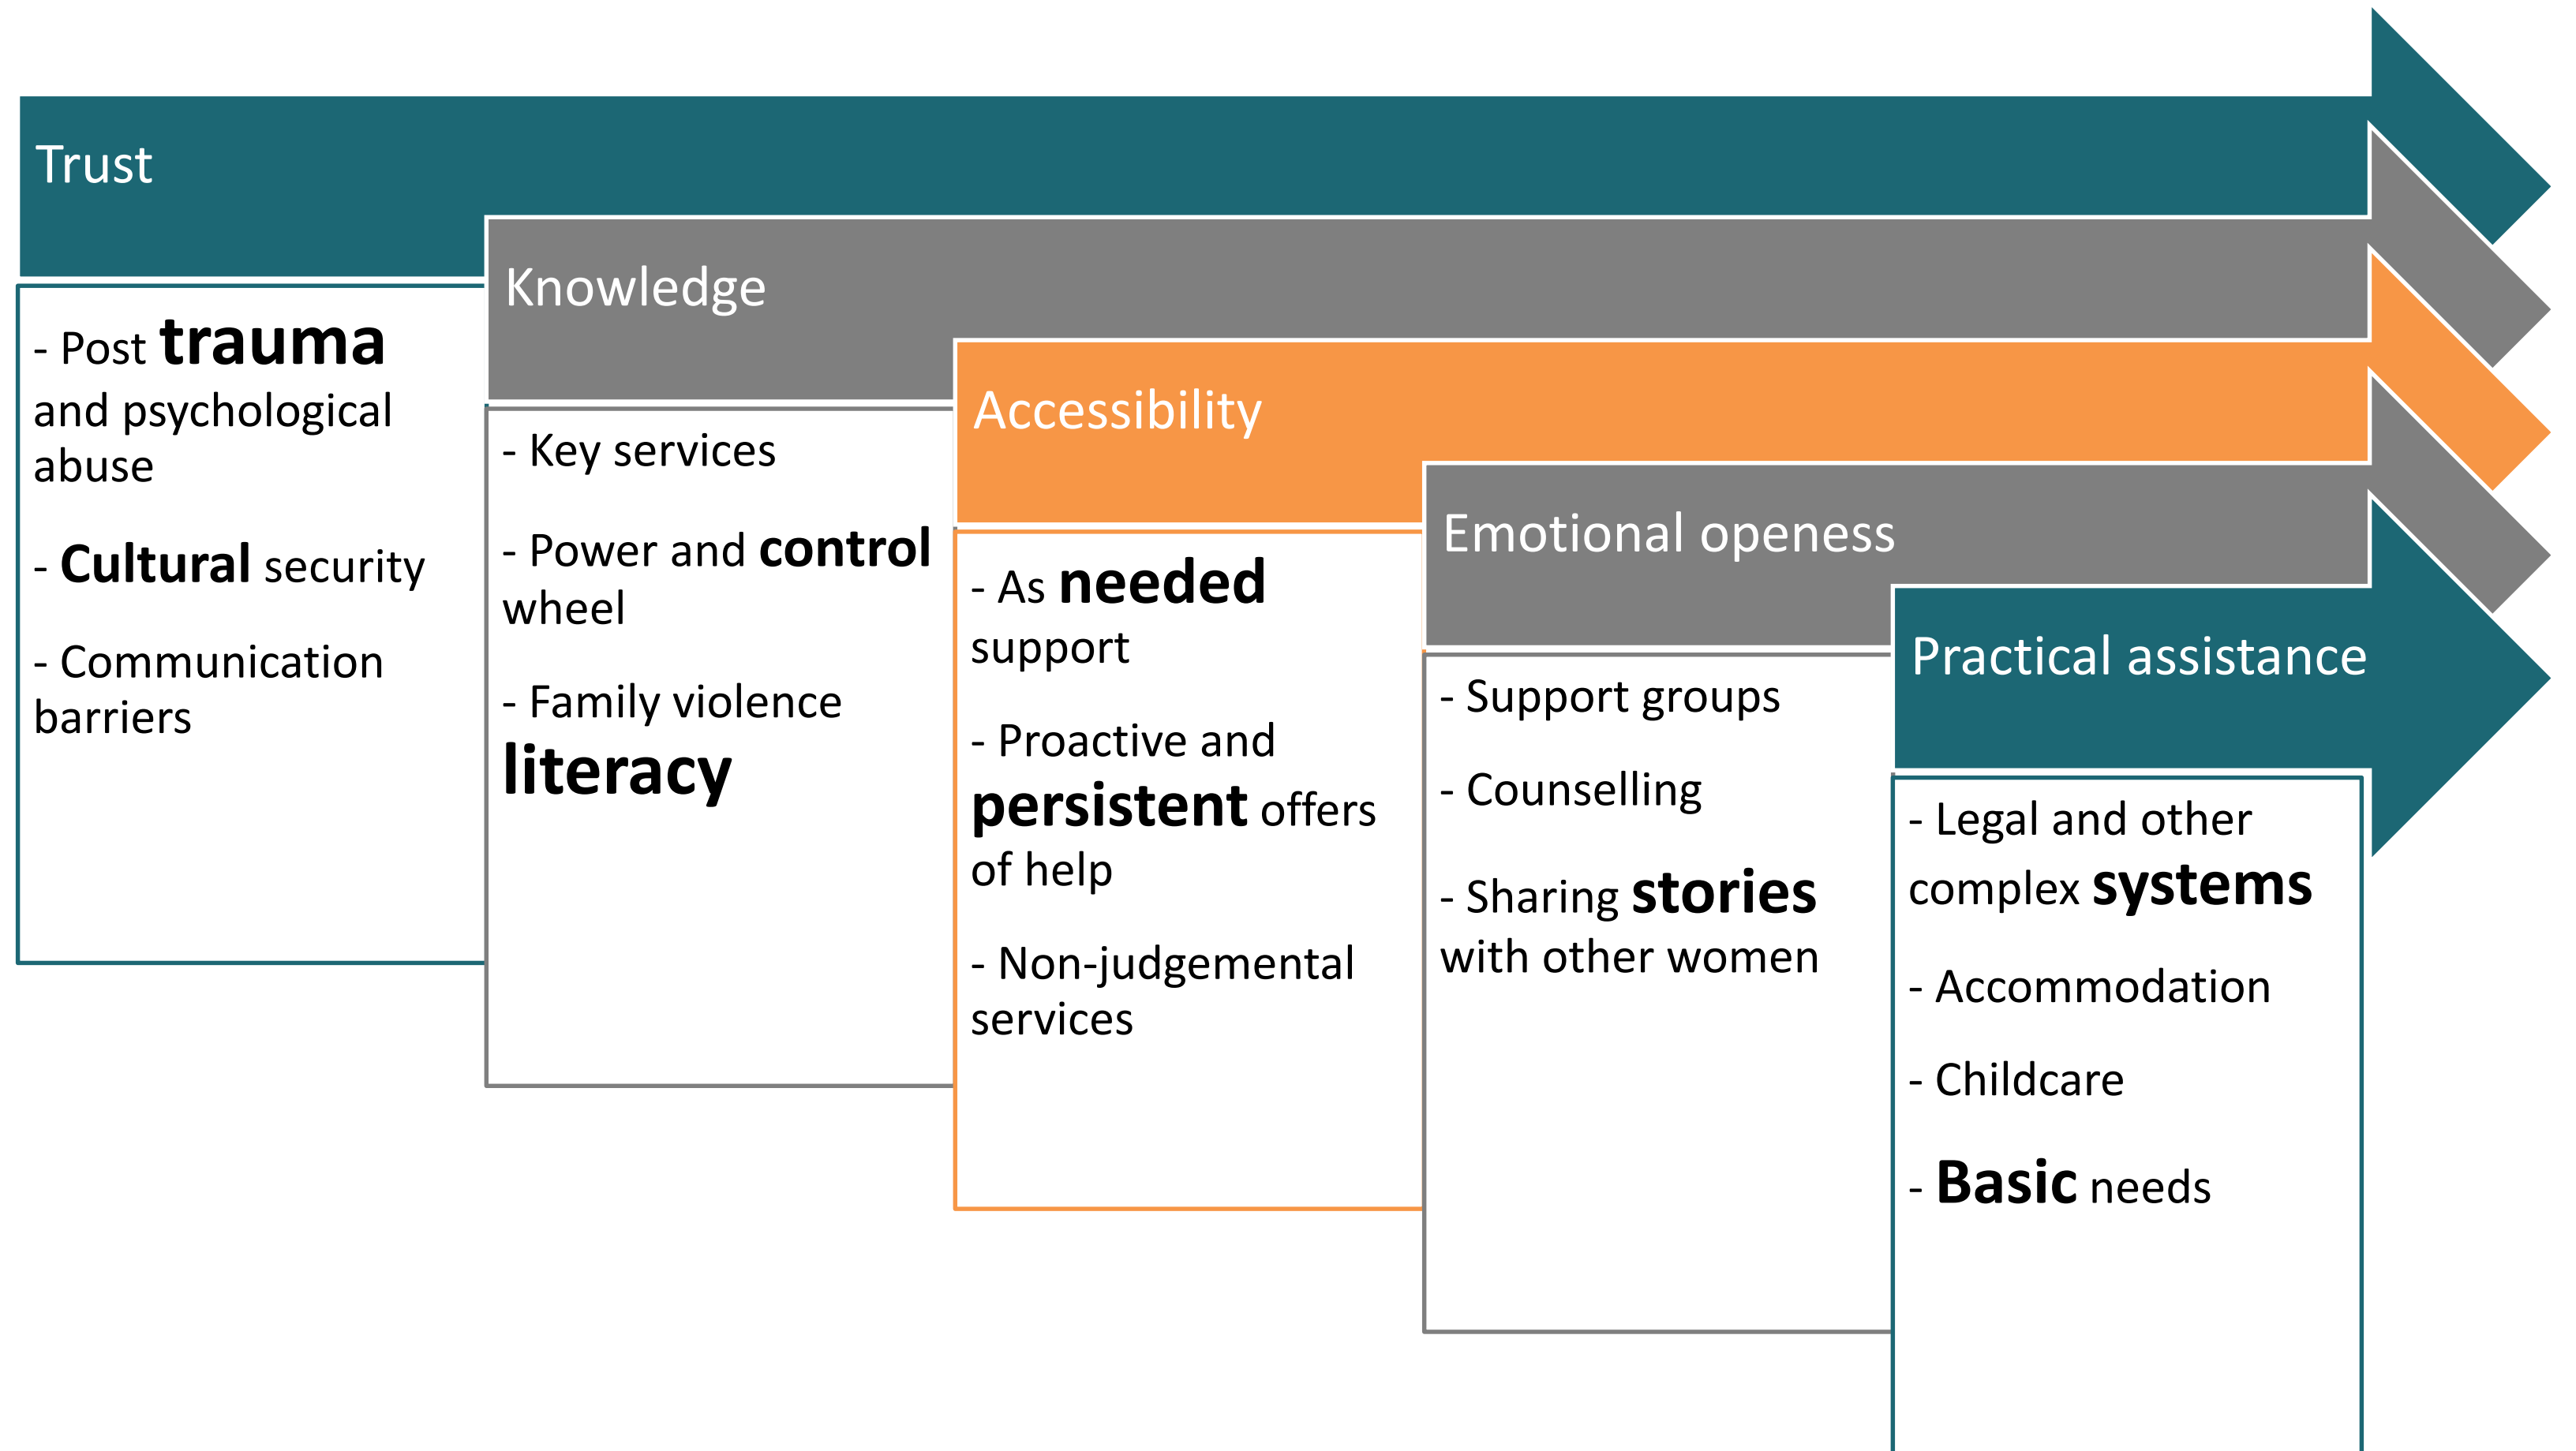 Trust
- Post trauma
and psychological
abuse
- Cultural security
- Communication
barriers
Knowledge
- Key services
- Power and control
wheel
- Family violence
literacy
Accessibility
- As needed
support
- Proactive and
persistent offers
of help
- Non-judgemental
services
Emotional openess
- Support groups
- Counselling
- Sharing stories
with other women
Practical assistance
- Legal and other
complex systems
- Accommodation
- Childcare
- Basic needs